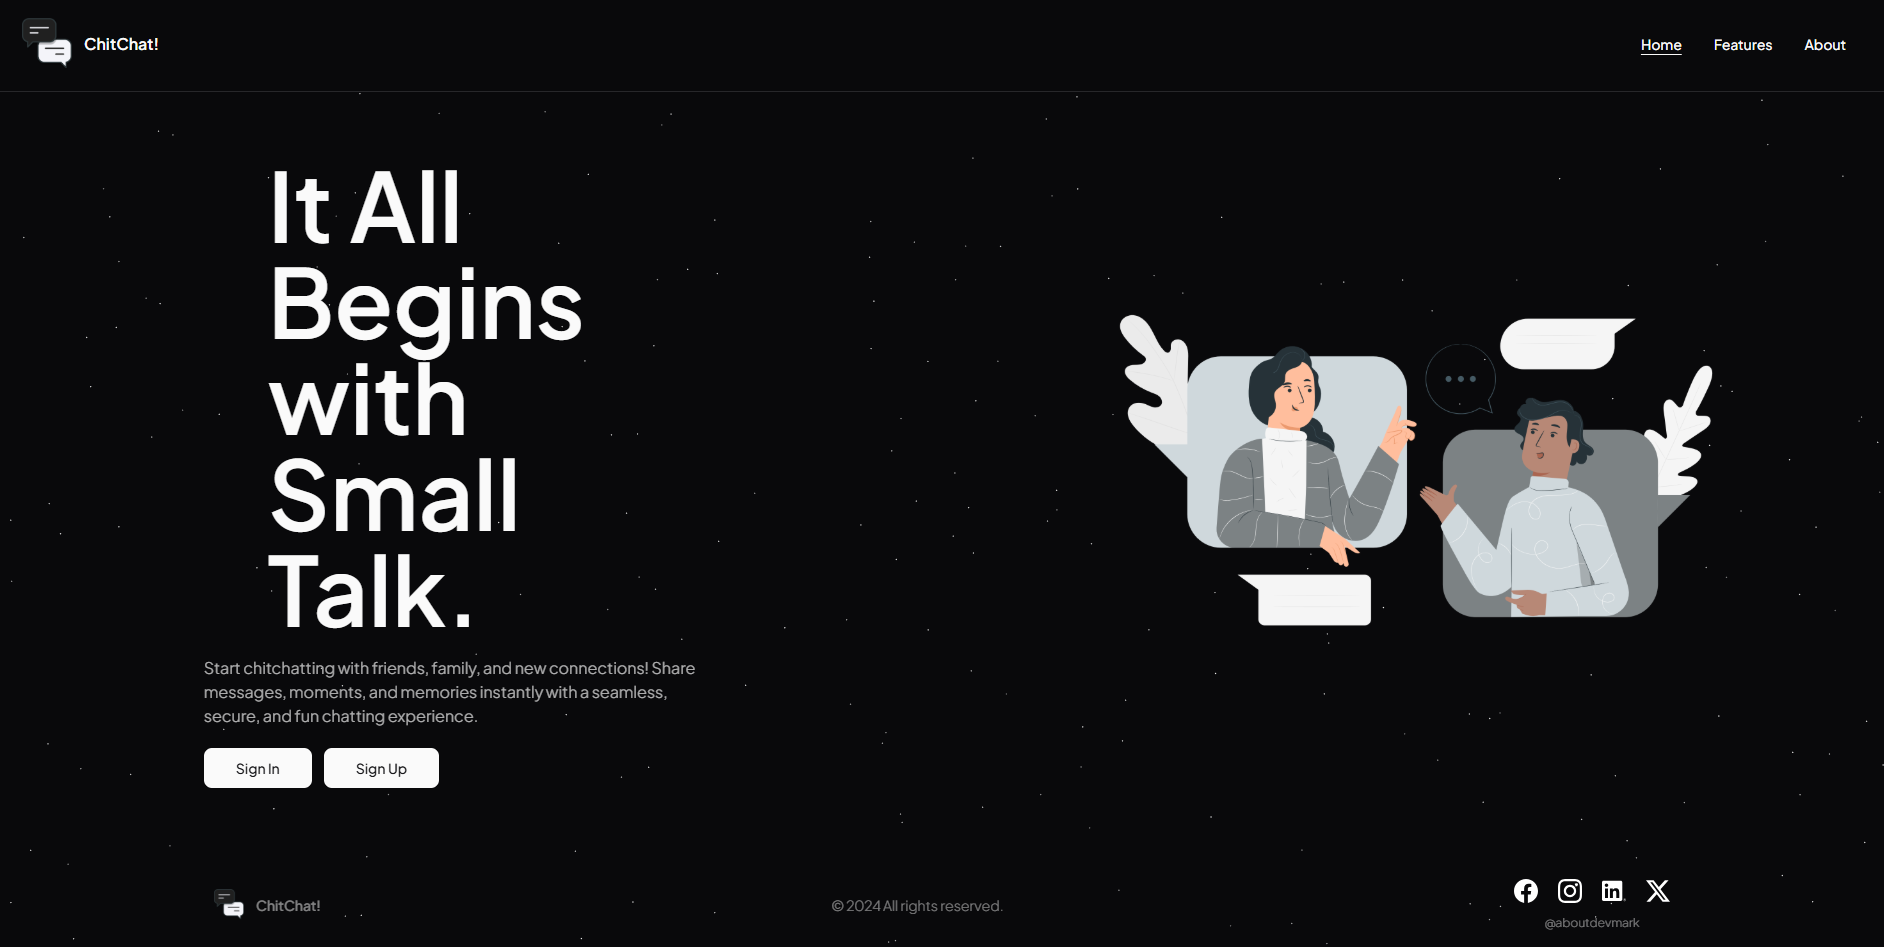 ChitChat!
Home
Features
About
It All
Begins
with
Small
Talk.
Start chitchatting with friends, family, and new connections! Share
messages, moments, and memories instantly with a seamless,
secure, and fun chatting experience.
Sign In
Sign Up
ChitChat!
© 2024 All rights reserved.
@aboutdevmark